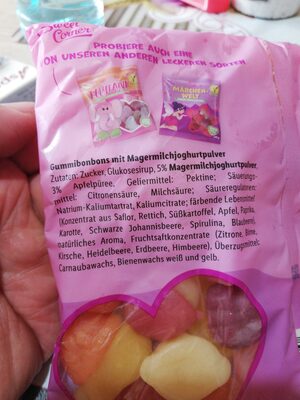 Sweet
Corner
PROBIERE AUCH EINE
ON UNSEREN ANDEREN LECKEREN SORTEN
MÄRCHEN-
WELT
Gummibonbons mit Magermilchjoghurtpulver
Zutaten: Zucker, Glukosesirup, 5% Magermilchjoghurtpulver,
3% Apfelpüree, Geliermittel: Pektine; Säuerungs-
mittel: Citronensäure, Milchsäure; Säureregulatoren:
Natrium-Kaliumtartrat, Kaliumcitrate; färbende Lebensmittel
(Konzentrat aus Saflor, Rettich, Süßkartoffel, Apfel, Paprika,
Karotte, Schwarze Johannisbeere, Spirulina, Blaubeere),
natürliches Aroma, Fruchtsaftkonzentrate (Zitrone, Birne,
Kirsche, Heidelbeere, Erdbeere, Himbeere), Überzugsmittel:
Carnaubawachs, Bienenwachs weiß und gelb.